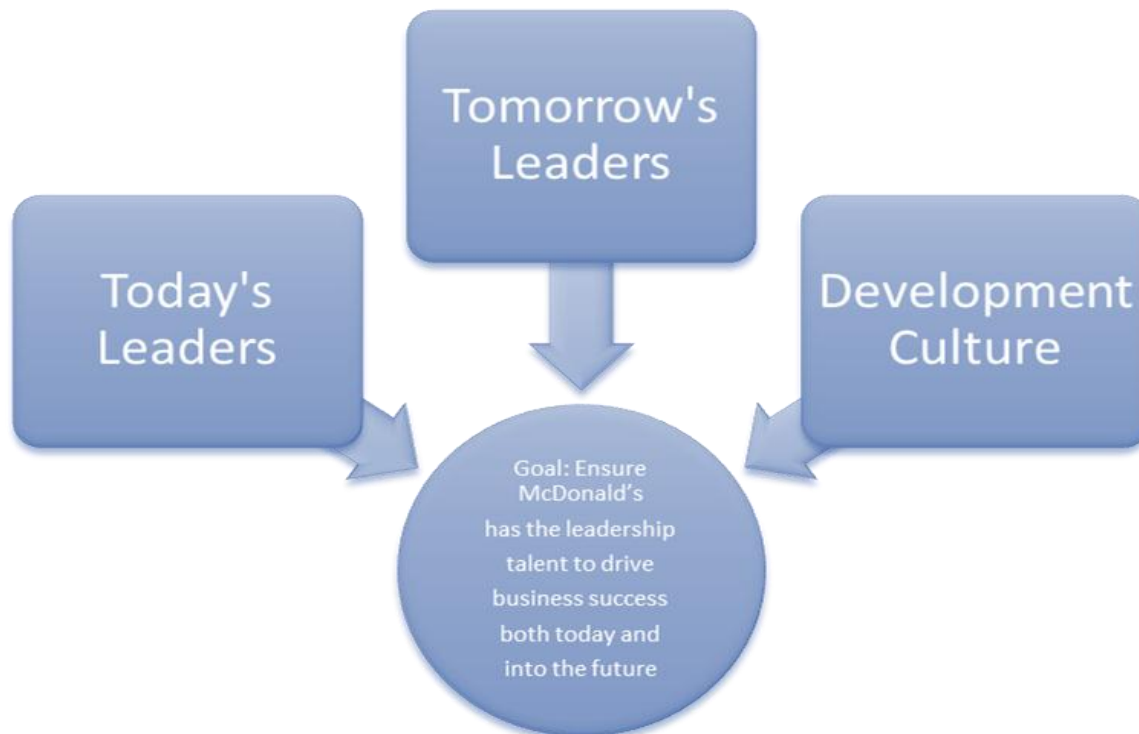 Tomorrow's
Leaders
Today's
Leaders
Development
Culture
Goal: Ensure
McDonald’s
has the leadership
talent to drive
business success
both today and
into the future